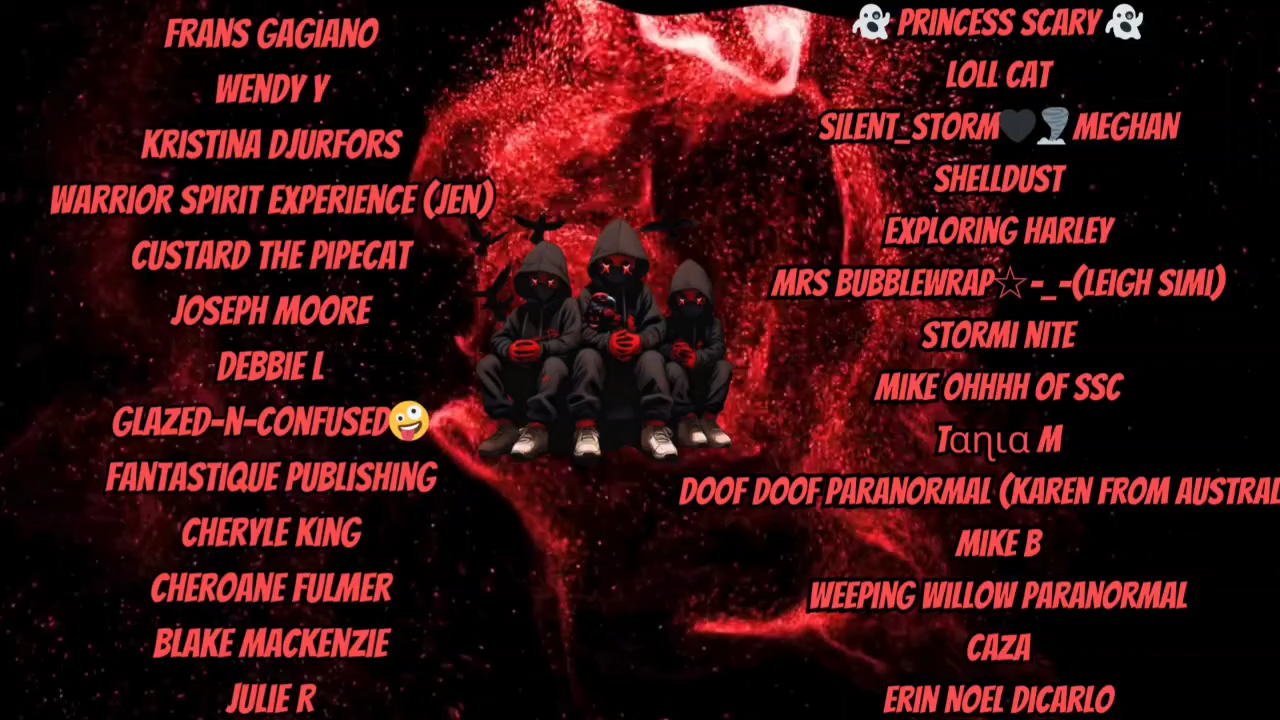 FRANS GAGIANO
WENDY Y
KRISTINA DJURFORS
WARRIOR SPIRIT EXPERIENCE (JEN)
CUSTARD THE PIPECAT
JOSEPH MOORE
DEBBIE L
GLAZED-N-CONFUSED🤪
FANTASTIQUE PUBLISHING
CHERYLE KING
CHEROANE FULMER
BLAKE MACKENZIE
JULIE R
👻 PRINCESS SCARY 👻
LOLL CAT
SILENT_STORM🖤🌪️ MEGHAN
SHELLDUST
EXPLORING HARLEY
MRS BUBBLEWRAP☆-_-(LEIGH SIMI)
STORMI NITE
MIKE OHHHH OF SSC
Tαηια M
DOOF DOOF PARANORMAL (KAREN FROM AUSTRAL
MIKE B
WEEPING WILLOW PARANORMAL
CAZA
ERIN NOEL DICARLO